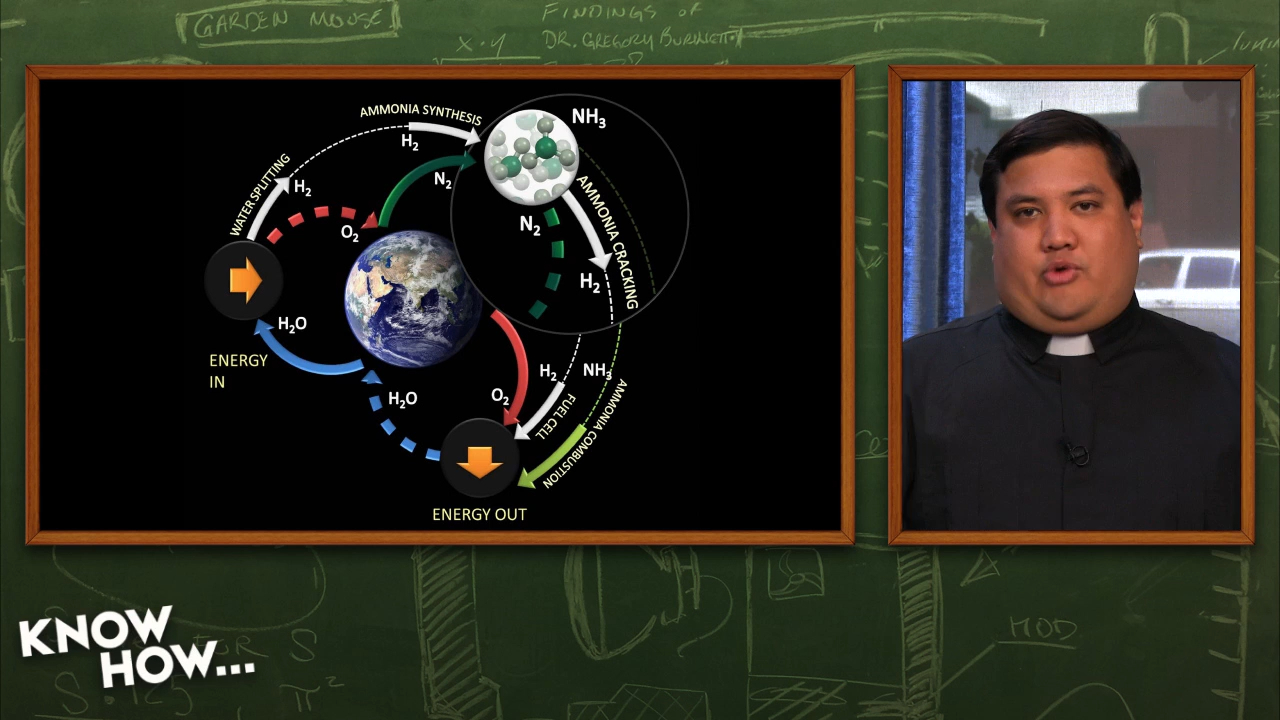 GARDEN MOUSE
FINDINGS OF
X·Y
DR. GREGORY BURNETT
AMMONIA SYNTHESIS
NH₃
H₂
WATER SPLITTING
H₂
N₂
AMMONIA CRACKING
O₂
N₂
H₂
H₂O
ENERGY
IN
H₂
NH₃
O₂
H₂O
FUEL CELL
AMMONIA COMBUSTION
ENERGY OUT
KNOW
HOW...
MOD
π²